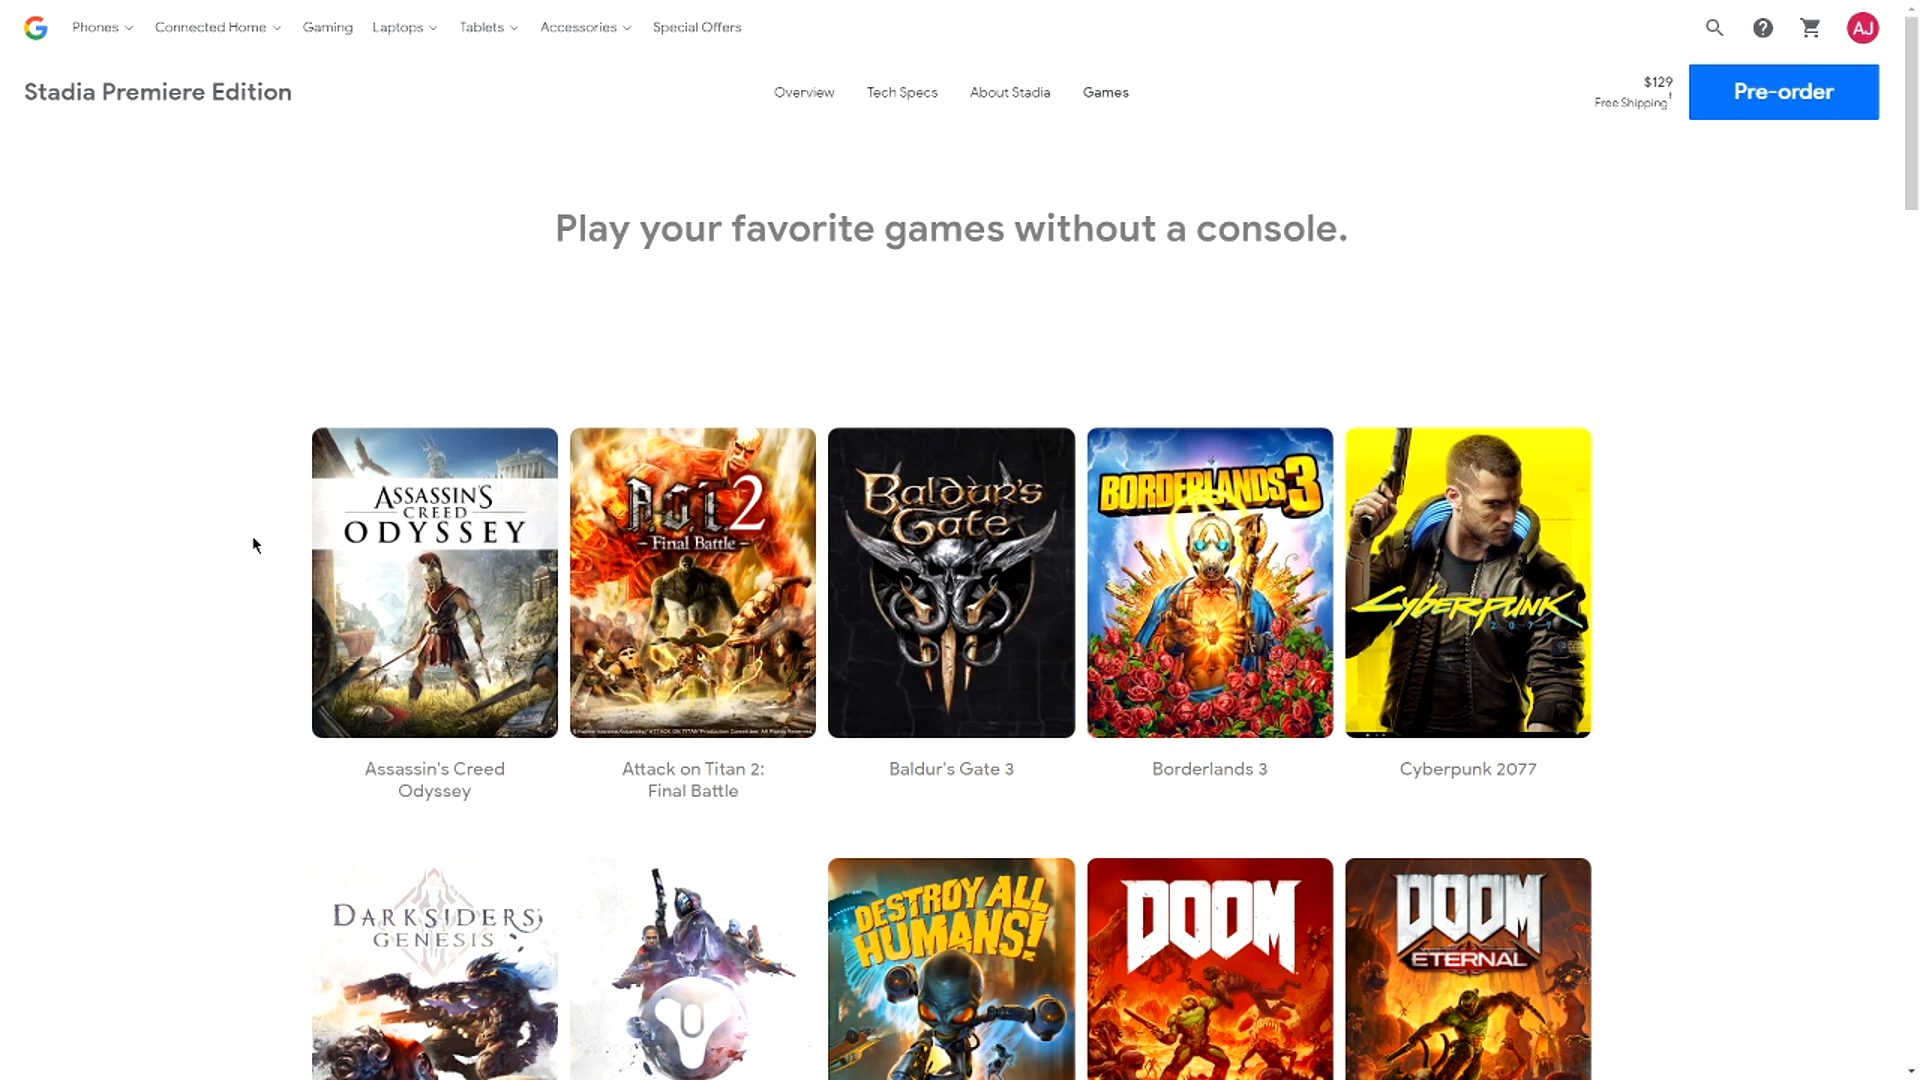 Phones Connected Home Gaming Laptops Tablets Accessories Special Offers
AJ
Stadia Premiere Edition
Overview Tech Specs About Stadia Games
$129
Free Shipping†
Pre-order
Play your favorite games without a console.
ASSASSIN'S
CREED
ODYSSEY
A.O.T. 2
- Final Battle -
Baldur's
Gate
BORDERLANDS 3
CYBERPUNK
2077
Assassin's Creed
Odyssey
Attack on Titan 2:
Final Battle
Baldur's Gate 3
Borderlands 3
Cyberpunk 2077
DARKSIDERS
GENESIS
DESTROY ALL
HUMANS!
DOOM
DOOM
ETERNAL